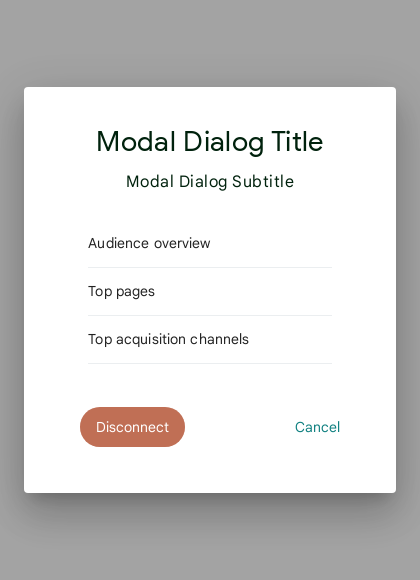 Modal Dialog Title
Modal Dialog Subtitle
Audience overview
Top pages
Top acquisition channels
Disconnect
Cancel